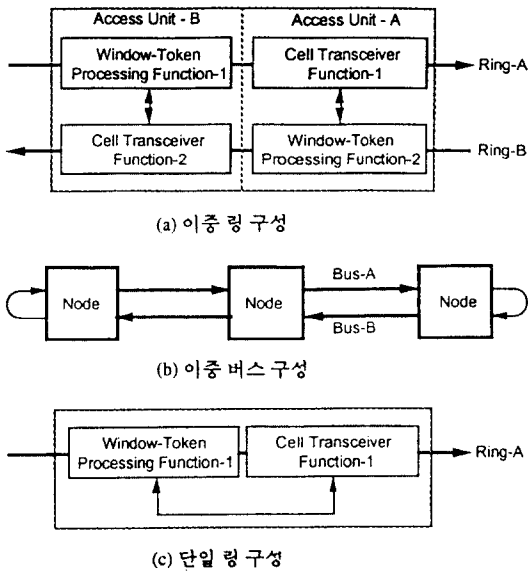 Access Unit - B
Access Unit - A
Window-Token
Processing Function-1
Cell Transceiver
Function-1
Ring-A
Cell Transceiver
Function-2
Window-Token
Processing Function-2
Ring-B
(a) 이중 링 구성
Node
Node
Bus-A
Bus-B
Node
(b) 이중 버스 구성
Window-Token
Processing Function-1
Cell Transceiver
Function-1
Ring-A
(c) 단일 링 구성